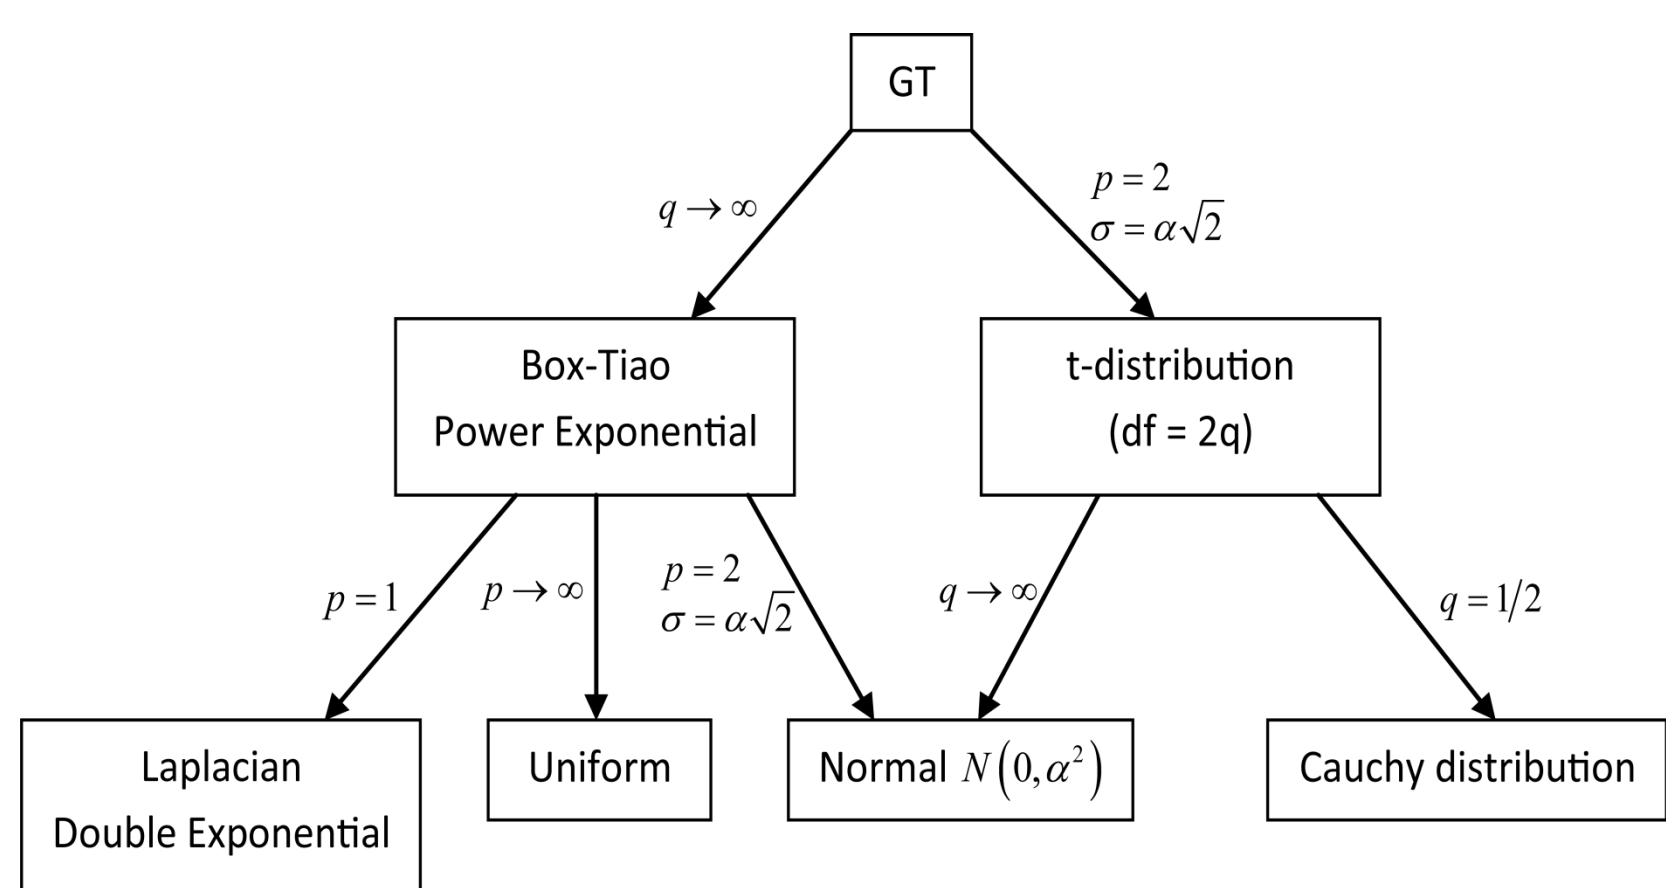 GT
q → ∞
p = 2
σ = α√2
Box-Tiao
Power Exponential
t-distribution
(df = 2q)
p = 1
p → ∞
p = 2
σ = α√2
q → ∞
q = 1/2
Laplacian
Double Exponential
Uniform
Normal N(0,α²)
Cauchy distribution